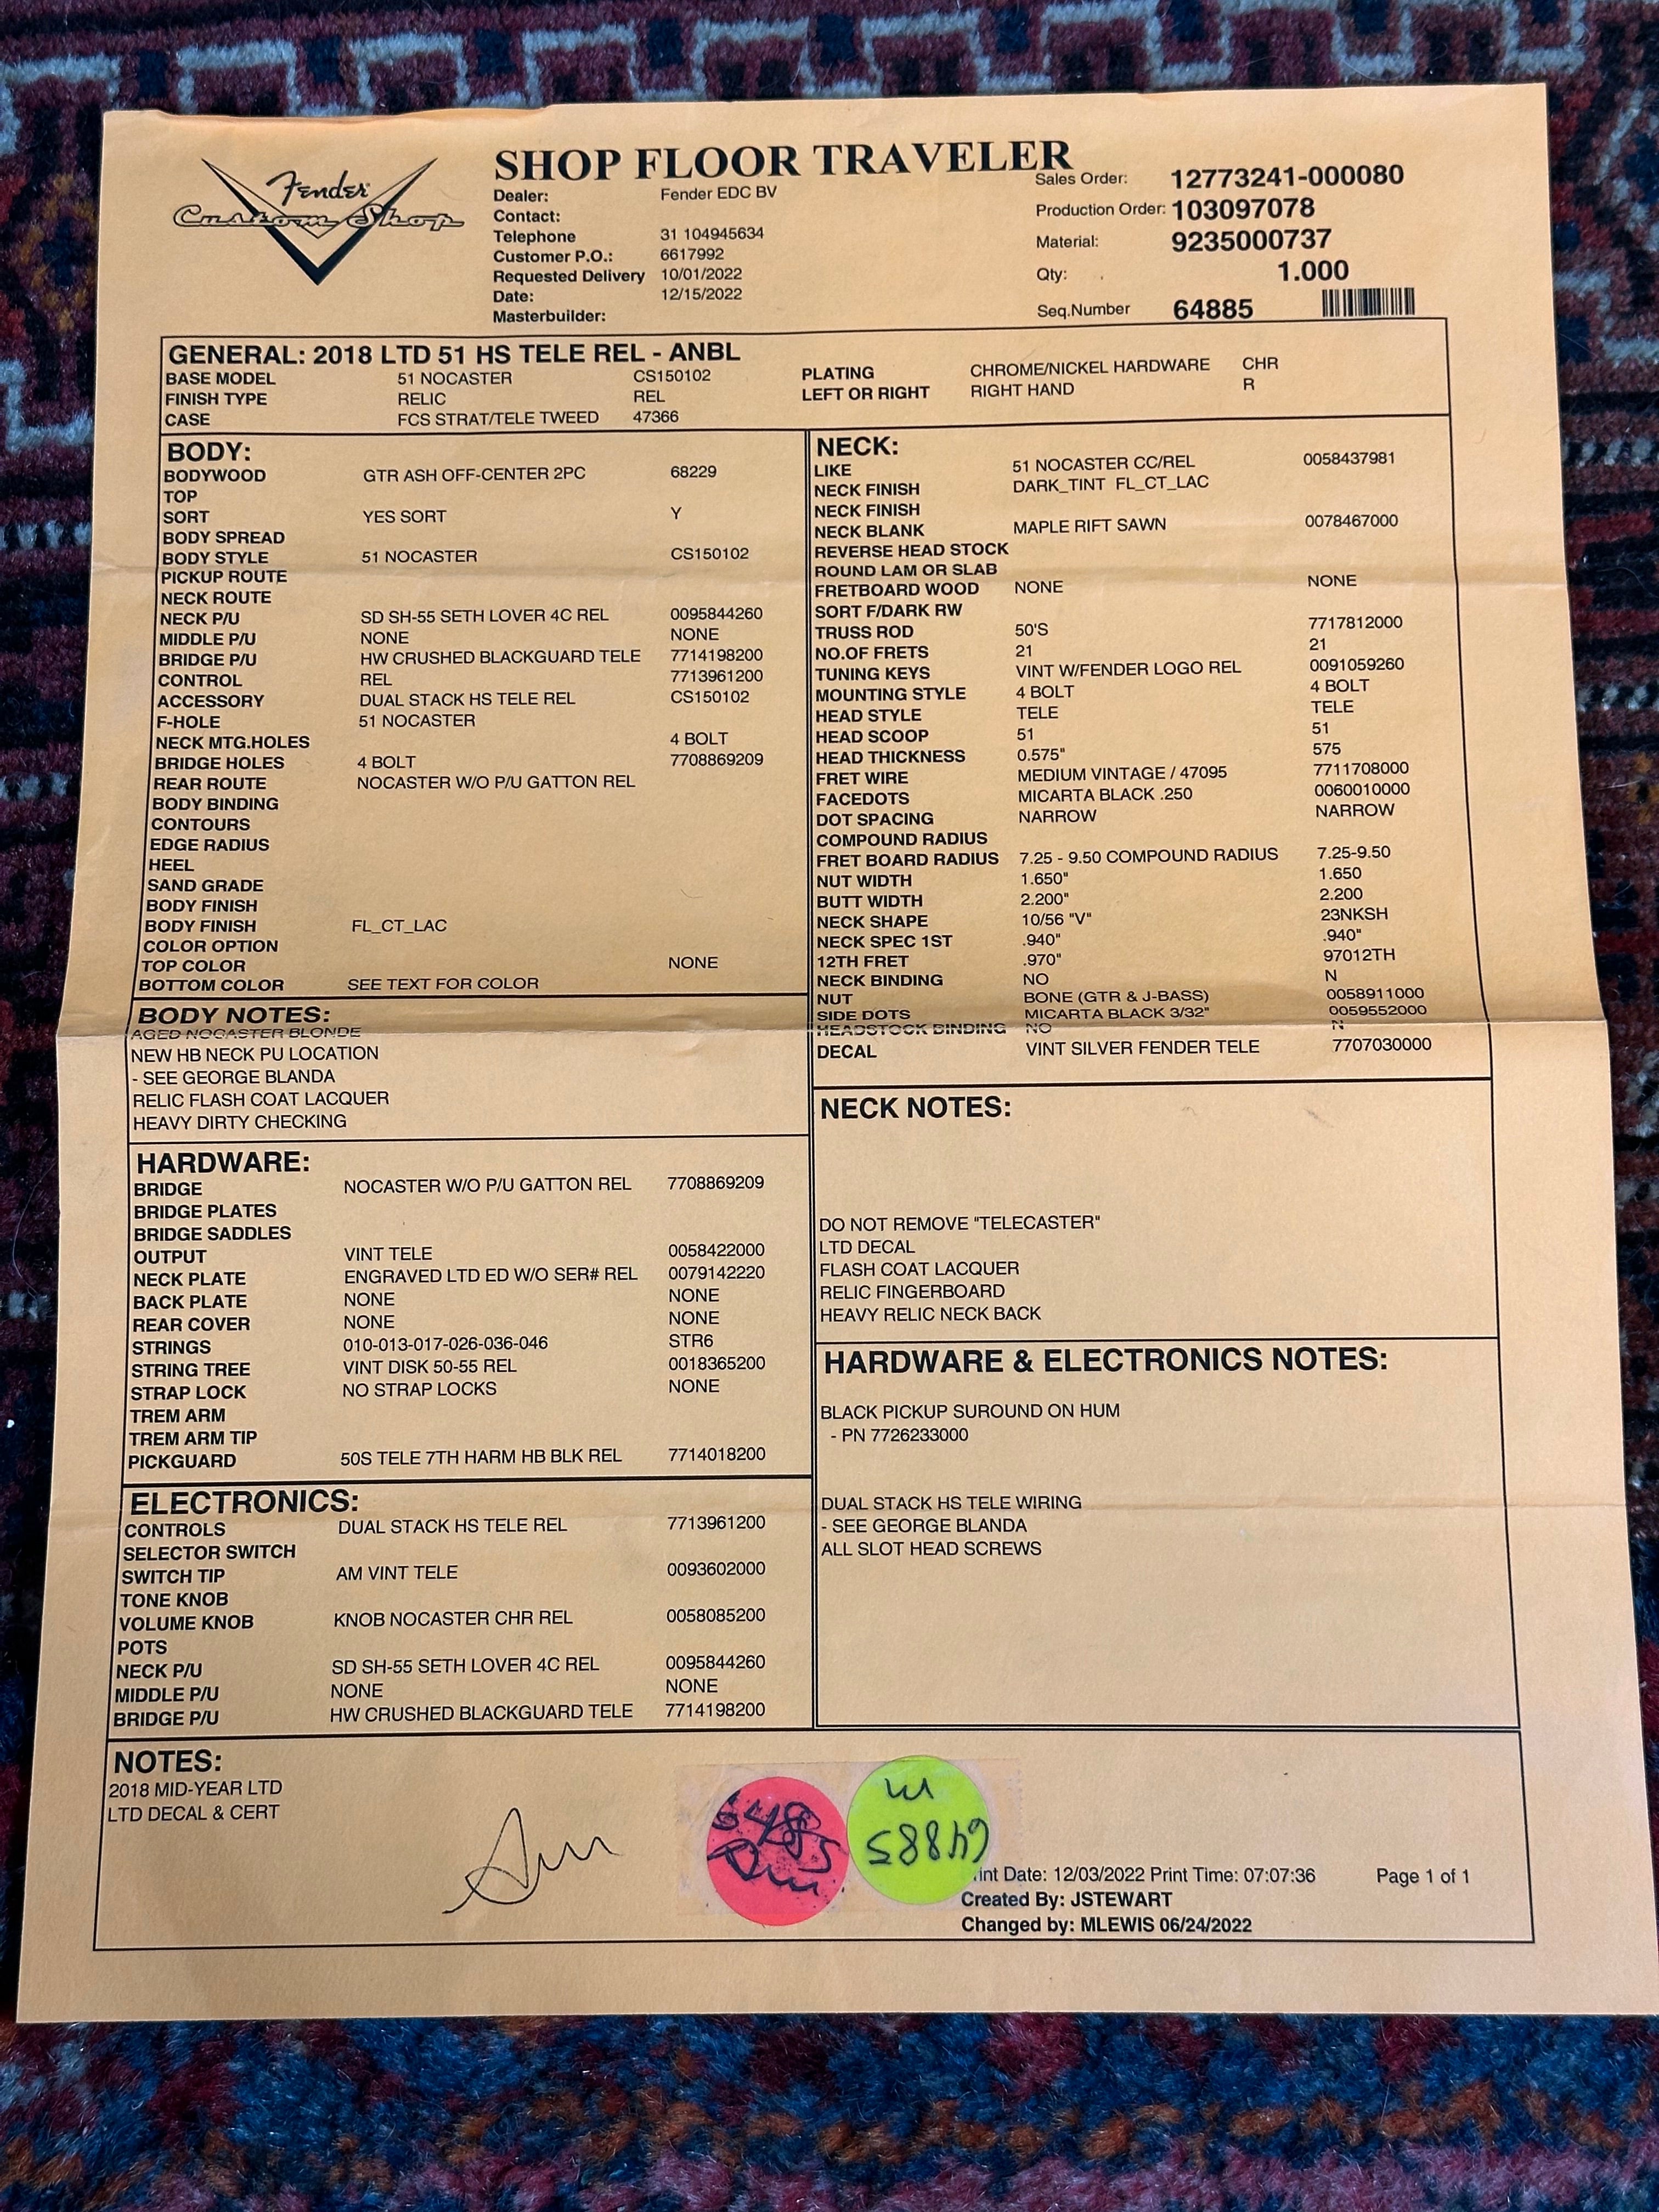 Fender
Custom Shop
SHOP FLOOR TRAVELER
Dealer: Fender EDC BV
Contact:
Telephone 31 104945634
Customer P.O.: 6617992
Requested Delivery 10/01/2022
Date: 12/15/2022
Masterbuilder:
Sales Order: 12773241-000080
Production Order: 103097078
Material: 9235000737
Qty: 1.000
Seq.Number 64885
GENERAL: 2018 LTD 51 HS TELE REL - ANBL
BASE MODEL 51 NOCASTER CS150102
FINISH TYPE RELIC REL
CASE FCS STRAT/TELE TWEED 47366
PLATING CHROME/NICKEL HARDWARE CHR
LEFT OR RIGHT RIGHT HAND R
BODY:
BODYWOOD GTR ASH OFF-CENTER 2PC 68229
TOP
SORT YES SORT Y
BODY SPREAD
BODY STYLE 51 NOCASTER CS150102
PICKUP ROUTE
NECK ROUTE
NECK P/U SD SH-55 SETH LOVER 4C REL 0095844260
MIDDLE P/U NONE NONE
BRIDGE P/U HW CRUSHED BLACKGUARD TELE 7714198200
CONTROL REL 7713961200
ACCESSORY DUAL STACK HS TELE REL CS150102
F-HOLE 51 NOCASTER
NECK MTG.HOLES 4 BOLT
BRIDGE HOLES 4 BOLT 7708869209
REAR ROUTE NOCASTER W/O P/U GATTON REL
BODY BINDING
CONTOURS
EDGE RADIUS
HEEL
SAND GRADE
BODY FINISH
BODY FINISH FL_CT_LAC
COLOR OPTION
TOP COLOR NONE
BOTTOM COLOR SEE TEXT FOR COLOR
BODY NOTES:
AGED NOCASTER BLONDE
NEW HB NECK PU LOCATION
- SEE GEORGE BLANDA
RELIC FLASH COAT LACQUER
HEAVY DIRTY CHECKING
HARDWARE:
BRIDGE NOCASTER W/O P/U GATTON REL 7708869209
BRIDGE PLATES
BRIDGE SADDLES
OUTPUT VINT TELE 0058422000
NECK PLATE ENGRAVED LTD ED W/O SER# REL 0079142220
BACK PLATE NONE NONE
REAR COVER NONE NONE
STRINGS 010-013-017-026-036-046 STR6
STRING TREE VINT DISK 50-55 REL 0018365200
STRAP LOCK NO STRAP LOCKS NONE
TREM ARM
TREM ARM TIP
PICKGUARD 50S TELE 7TH HARM HB BLK REL 7714018200
ELECTRONICS:
CONTROLS DUAL STACK HS TELE REL 7713961200
SELECTOR SWITCH
SWITCH TIP AM VINT TELE 0093602000
TONE KNOB
VOLUME KNOB KNOB NOCASTER CHR REL 0058085200
POTS
NECK P/U SD SH-55 SETH LOVER 4C REL 0095844260
MIDDLE P/U NONE NONE
BRIDGE P/U HW CRUSHED BLACKGUARD TELE 7714198200
NECK:
LIKE 51 NOCASTER CC/REL 0058437981
NECK FINISH DARK_TINT FL_CT_LAC
NECK FINISH
NECK BLANK MAPLE RIFT SAWN 0078467000
REVERSE HEAD STOCK
ROUND LAM OR SLAB
FRETBOARD WOOD NONE NONE
SORT F/DARK RW
TRUSS ROD 50'S 7717812000
NO.OF FRETS 21 21
TUNING KEYS VINT W/FENDER LOGO REL 0091059260
MOUNTING STYLE 4 BOLT 4 BOLT
HEAD STYLE TELE TELE
HEAD SCOOP 51 51
HEAD THICKNESS 0.575" 575
FRET WIRE MEDIUM VINTAGE / 47095 7711708000
FACEDOTS MICARTA BLACK .250 0060010000
DOT SPACING NARROW NARROW
COMPOUND RADIUS
FRET BOARD RADIUS 7.25 - 9.50 COMPOUND RADIUS 7.25-9.50
NUT WIDTH 1.650" 1.650
BUTT WIDTH 2.200" 2.200
NECK SHAPE 10/56 "V" 23NKSH
NECK SPEC 1ST .940" .940"
12TH FRET .970" 97012TH
NECK BINDING NO N
NUT BONE (GTR & J-BASS) 0058911000
SIDE DOTS MICARTA BLACK 3/32" 0059552000
HEADSTOCK BINDING NO N
DECAL VINT SILVER FENDER TELE 7707030000
NECK NOTES:
DO NOT REMOVE "TELECASTER"
LTD DECAL
FLASH COAT LACQUER
RELIC FINGERBOARD
HEAVY RELIC NECK BACK
HARDWARE & ELECTRONICS NOTES:
BLACK PICKUP SUROUND ON HUM
- PN 7726233000
DUAL STACK HS TELE WIRING
- SEE GEORGE BLANDA
ALL SLOT HEAD SCREWS
NOTES:
2018 MID-YEAR LTD
LTD DECAL & CERT
64885
64885
int Date: 12/03/2022 Print Time: 07:07:36 Page 1 of 1
Created By: JSTEWART
Changed by: MLEWIS 06/24/2022